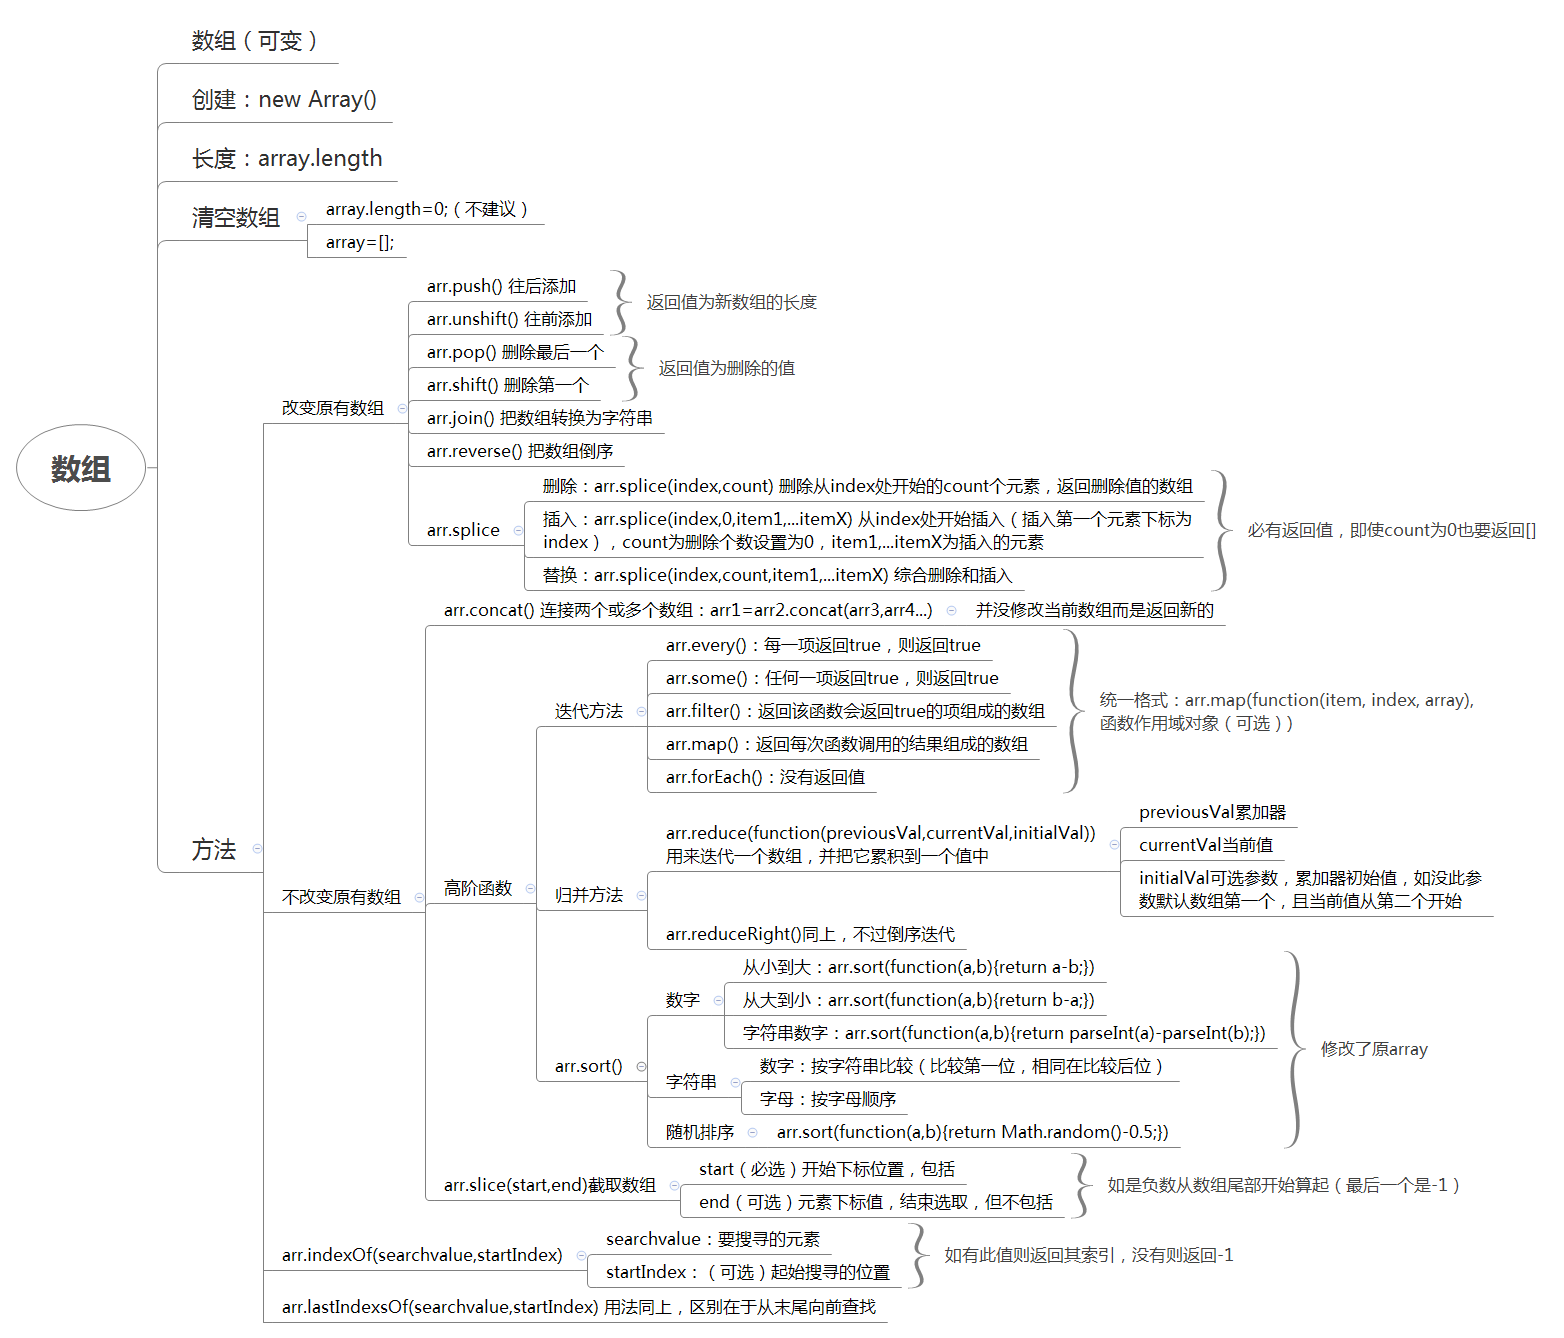 数组
数组（可变）
创建：new Array()
长度：array.length
清空数组
array.length=0;（不建议）
array=[];
方法
改变原有数组
arr.push() 往后添加
arr.unshift() 往前添加
返回值为新数组的长度
arr.pop() 删除最后一个
arr.shift() 删除第一个
返回值为删除的值
arr.join() 把数组转换为字符串
arr.reverse() 把数组倒序
arr.splice
删除：arr.splice(index,count) 删除从index处开始的count个元素，返回删除值的数组
插入：arr.splice(index,0,item1,...itemX) 从index处开始插入（插入第一个元素下标为
index），count为删除个数设置为0，item1,...itemX为插入的元素
替换：arr.splice(index,count,item1,...itemX) 综合删除和插入
必有返回值，即使count为0也要返回[]
不改变原有数组
arr.concat() 连接两个或多个数组：arr1=arr2.concat(arr3,arr4...)
并没修改当前数组而是返回新的
高阶函数
迭代方法
arr.every()：每一项返回true，则返回true
arr.some()：任何一项返回true，则返回true
arr.filter()：返回该函数会返回true的项组成的数组
arr.map()：返回每次函数调用的结果组成的数组
arr.forEach()：没有返回值
统一格式：arr.map(function(item, index, array),
函数作用域对象（可选）)
归并方法
arr.reduce(function(previousVal,currentVal,initialVal))
用来迭代一个数组，并把它累积到一个值中
previousVal累加器
currentVal当前值
initialVal可选参数，累加器初始值，如没此参
数默认数组第一个，且当前值从第二个开始
arr.reduceRight()同上，不过倒序迭代
arr.sort()
数字
从小到大：arr.sort(function(a,b){return a-b;})
从大到小：arr.sort(function(a,b){return b-a;})
字符串数字：arr.sort(function(a,b){return parseInt(a)-parseInt(b);})
字符串
数字：按字符串比较（比较第一位，相同在比较后位）
字母：按字母顺序
随机排序
arr.sort(function(a,b){return Math.random()-0.5;})
修改了原array
arr.slice(start,end)截取数组
start（必选）开始下标位置，包括
end（可选）元素下标值，结束选取，但不包括
如是负数从数组尾部开始算起（最后一个是-1）
arr.indexOf(searchvalue,startIndex)
searchvalue：要搜寻的元素
startIndex：（可选）起始搜寻的位置
如有此值则返回其索引，没有则返回-1
arr.lastIndexsOf(searchvalue,startIndex) 用法同上，区别在于从末尾向前查找